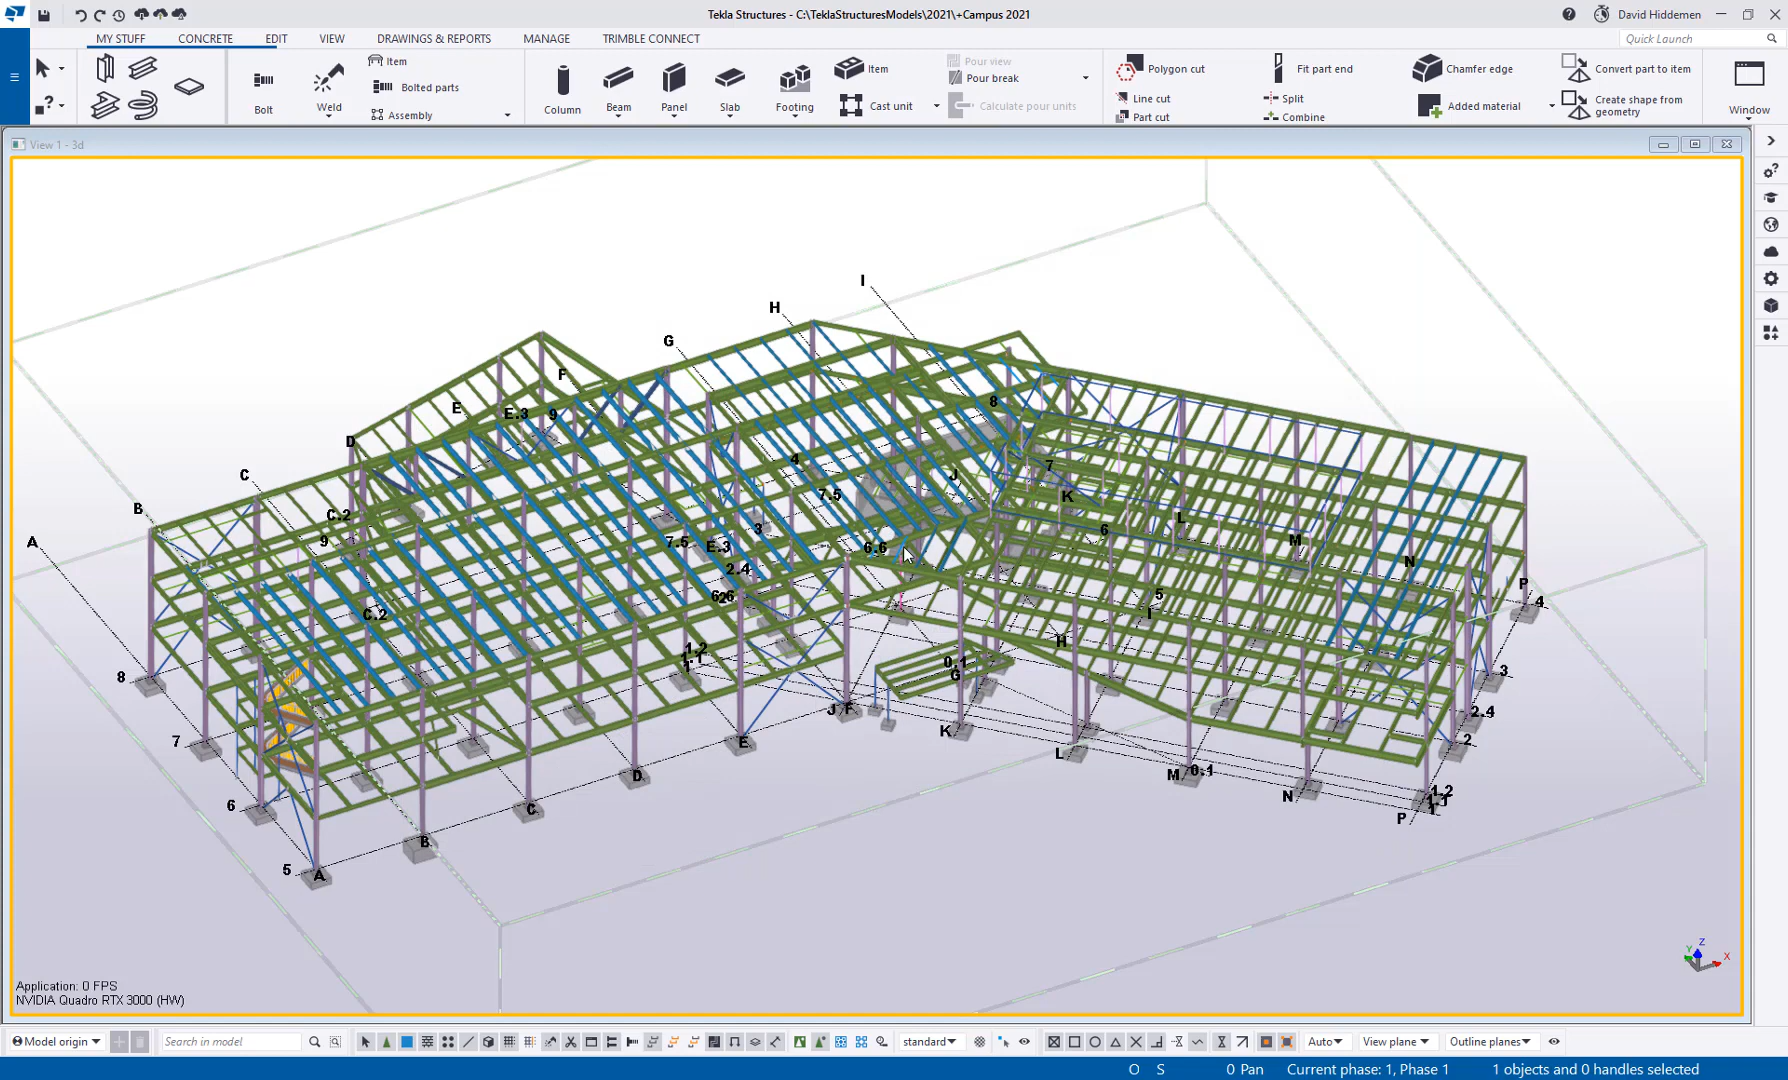 Tekla Structures - C:\TeklaStructuresModels\2021\+Campus 2021
David Hiddemen
MY STUFF CONCRETE EDIT VIEW DRAWINGS & REPORTS MANAGE TRIMBLE CONNECT
Quick Launch
Item
Bolted parts
Assembly
Bolt
Weld
Column
Beam
Panel
Slab
Footing
Item
Cast unit
Pour view
Pour break
Calculate pour units
Polygon cut
Line cut
Part cut
Fit part end
Split
Combine
Chamfer edge
Added material
Convert part to item
Create shape from
geometry
Window
View 1 - 3d
I
H
G
F
E
E.3
9
8
D
C
4
7
J
K
7.5
B
C.2
L
A
9
3
6
M
7.5
E.3
6.6
N
2.4
P
4
C.2
5
I
H
1.2
1.1
1
0.1
G
8
3
J
F
2.4
7
E
K
2
L
D
M
0.1
6
C
N
1.2
1.1
1
P
B
5
A
Z
Y
X
Application: 0 FPS
NVIDIA Quadro RTX 3000 (HW)
Model origin
Search in model
standard
Auto
View plane
Outline planes
O S 0 Pan Current phase: 1, Phase 1 1 objects and 0 handles selected